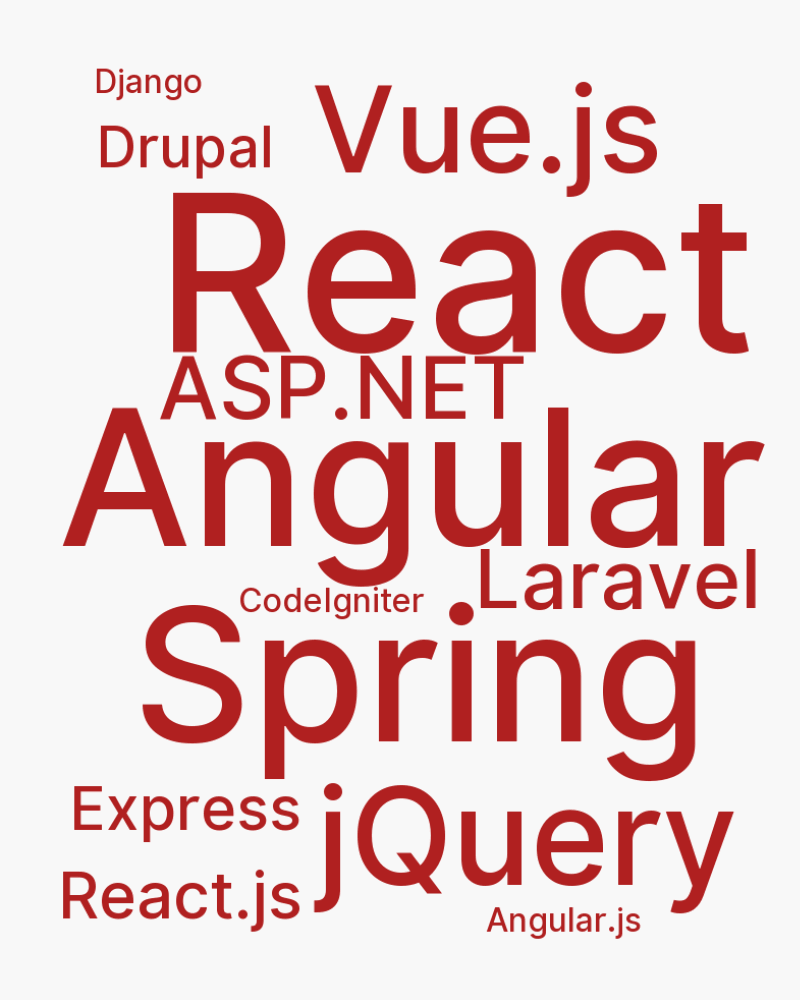 Django
Vue.js
Drupal
React
ASP.NET
Angular
Laravel
CodeIgniter
Spring
Express
jQuery
React.js
Angular.js